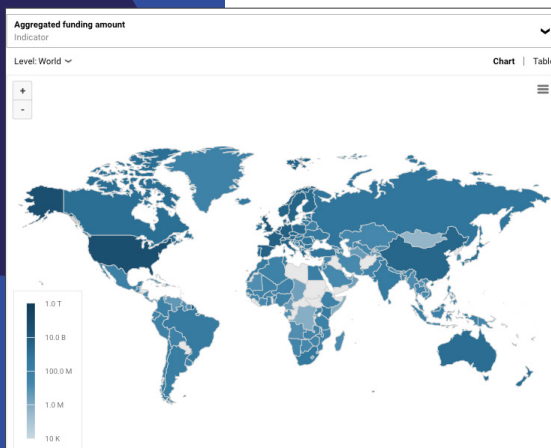 Aggregated funding amount
Indicator
Level: World
Chart | Table
+
-
1.0 T
10.0 B
100.0 M
1.0 M
10 K